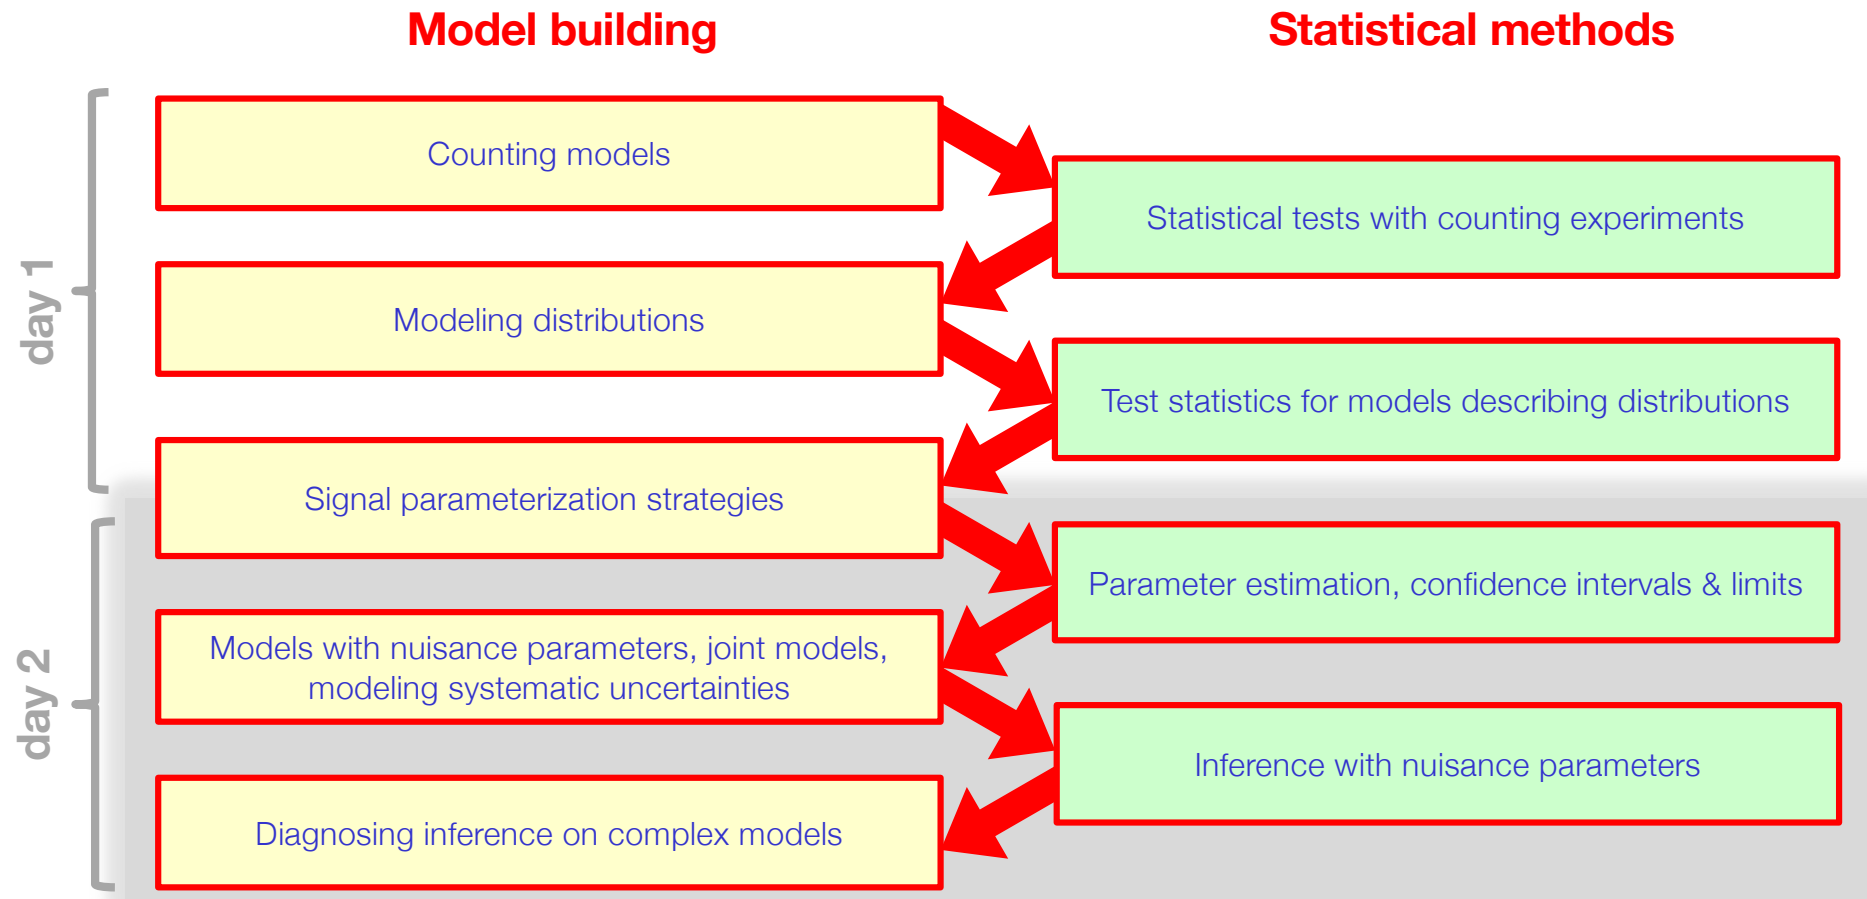 Model building
Statistical methods
day 1
Counting models
Statistical tests with counting experiments
Modeling distributions
Test statistics for models describing distributions
Signal parameterization strategies
day 2
Parameter estimation, confidence intervals & limits
Models with nuisance parameters, joint models,
modeling systematic uncertainties
Inference with nuisance parameters
Diagnosing inference on complex models